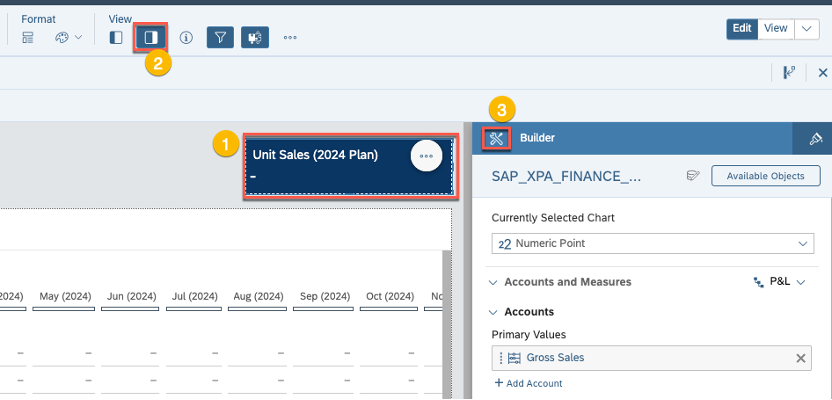 Format
View
Edit
View
2
3
1
Builder
Unit Sales (2024 Plan)
–
SAP_XPA_FINANCE_...
Available Objects
Currently Selected Chart
22 Numeric Point
Accounts and Measures
P&L
2024)
May (2024)
Jun (2024)
Jul (2024)
Aug (2024)
Sep (2024)
Oct (2024)
No
Accounts
Primary Values
– – – – – – –
Gross Sales
– – – – – – –
+ Add Account